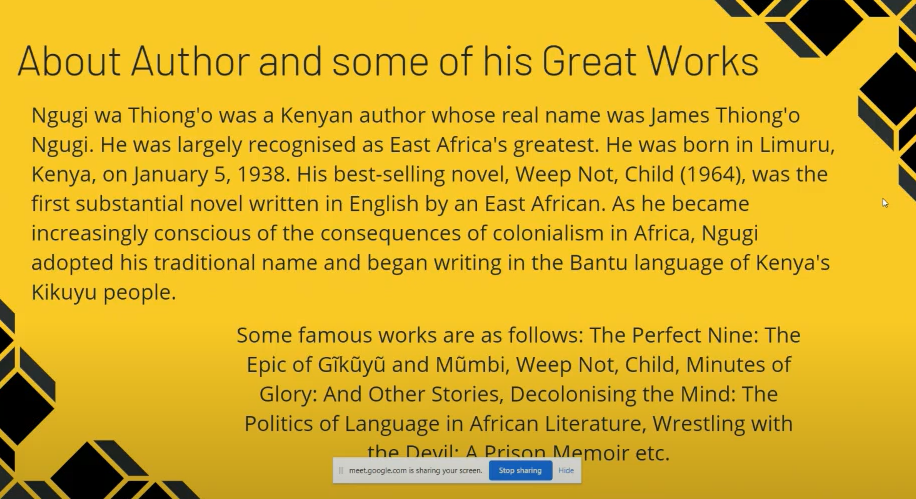 About Author and some of his Great Works
Ngugi wa Thiong'o was a Kenyan author whose real name was James Thiong'o
Ngugi. He was largely recognised as East Africa's greatest. He was born in Limuru,
Kenya, on January 5, 1938. His best-selling novel, Weep Not, Child (1964), was the
first substantial novel written in English by an East African. As he became
increasingly conscious of the consequences of colonialism in Africa, Ngugi
adopted his traditional name and began writing in the Bantu language of Kenya's
Kikuyu people.
Some famous works are as follows: The Perfect Nine: The
Epic of Gĩkũyũ and Mũmbi, Weep Not, Child, Minutes of
Glory: And Other Stories, Decolonising the Mind: The
Politics of Language in African Literature, Wrestling with
the Devil: A Prison Memoir etc.
meet.google.com is sharing your screen. Stop sharing Hide